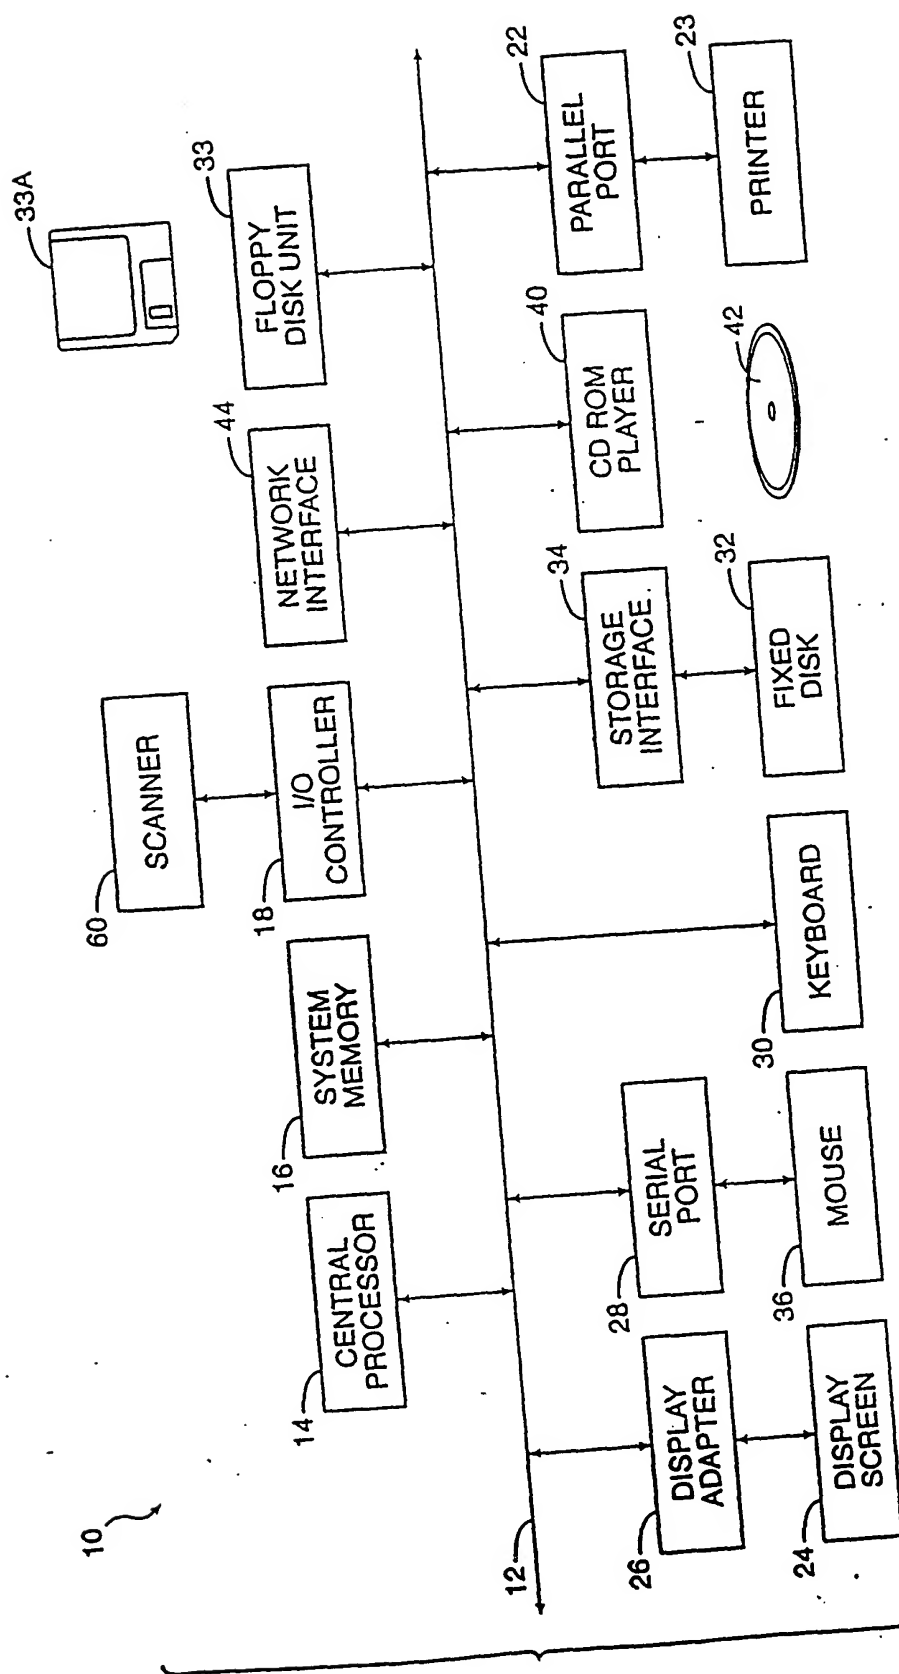 10
33A
60
SCANNER
44
33
14
CENTRAL
PROCESSOR
16
SYSTEM
MEMORY
18
I/O
CONTROLLER
NETWORK
INTERFACE
FLOPPY
DISK UNIT
12
26
DISPLAY
ADAPTER
28
SERIAL
PORT
34
STORAGE
INTERFACE
40
CD ROM
PLAYER
22
PARALLEL
PORT
24
DISPLAY
SCREEN
36
MOUSE
30
KEYBOARD
32
FIXED
DISK
42
23
PRINTER